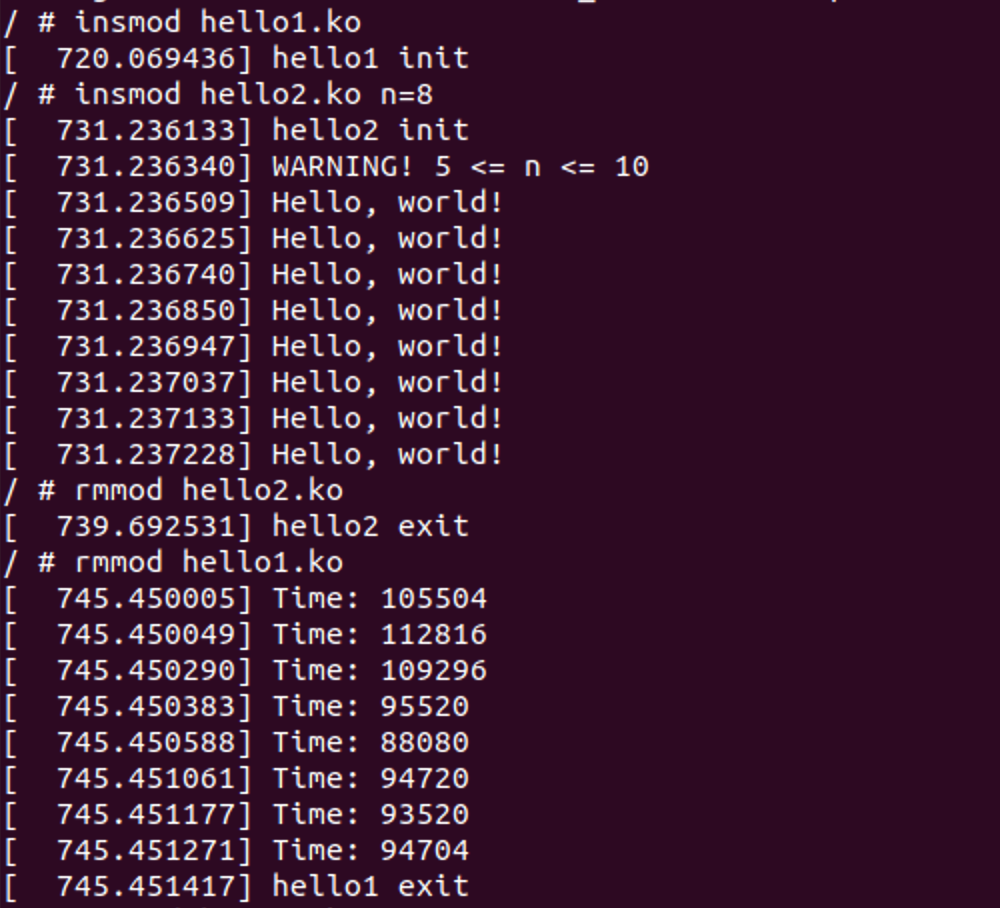 / # insmod hello1.ko
[  720.069436] hello1 init
/ # insmod hello2.ko n=8
[  731.236133] hello2 init
[  731.236340] WARNING! 5 <= n <= 10
[  731.236509] Hello, world!
[  731.236625] Hello, world!
[  731.236740] Hello, world!
[  731.236850] Hello, world!
[  731.236947] Hello, world!
[  731.237037] Hello, world!
[  731.237133] Hello, world!
[  731.237228] Hello, world!
/ # rmmod hello2.ko
[  739.692531] hello2 exit
/ # rmmod hello1.ko
[  745.450005] Time: 105504
[  745.450049] Time: 112816
[  745.450290] Time: 109296
[  745.450383] Time: 95520
[  745.450588] Time: 88080
[  745.451061] Time: 94720
[  745.451177] Time: 93520
[  745.451271] Time: 94704
[  745.451417] hello1 exit